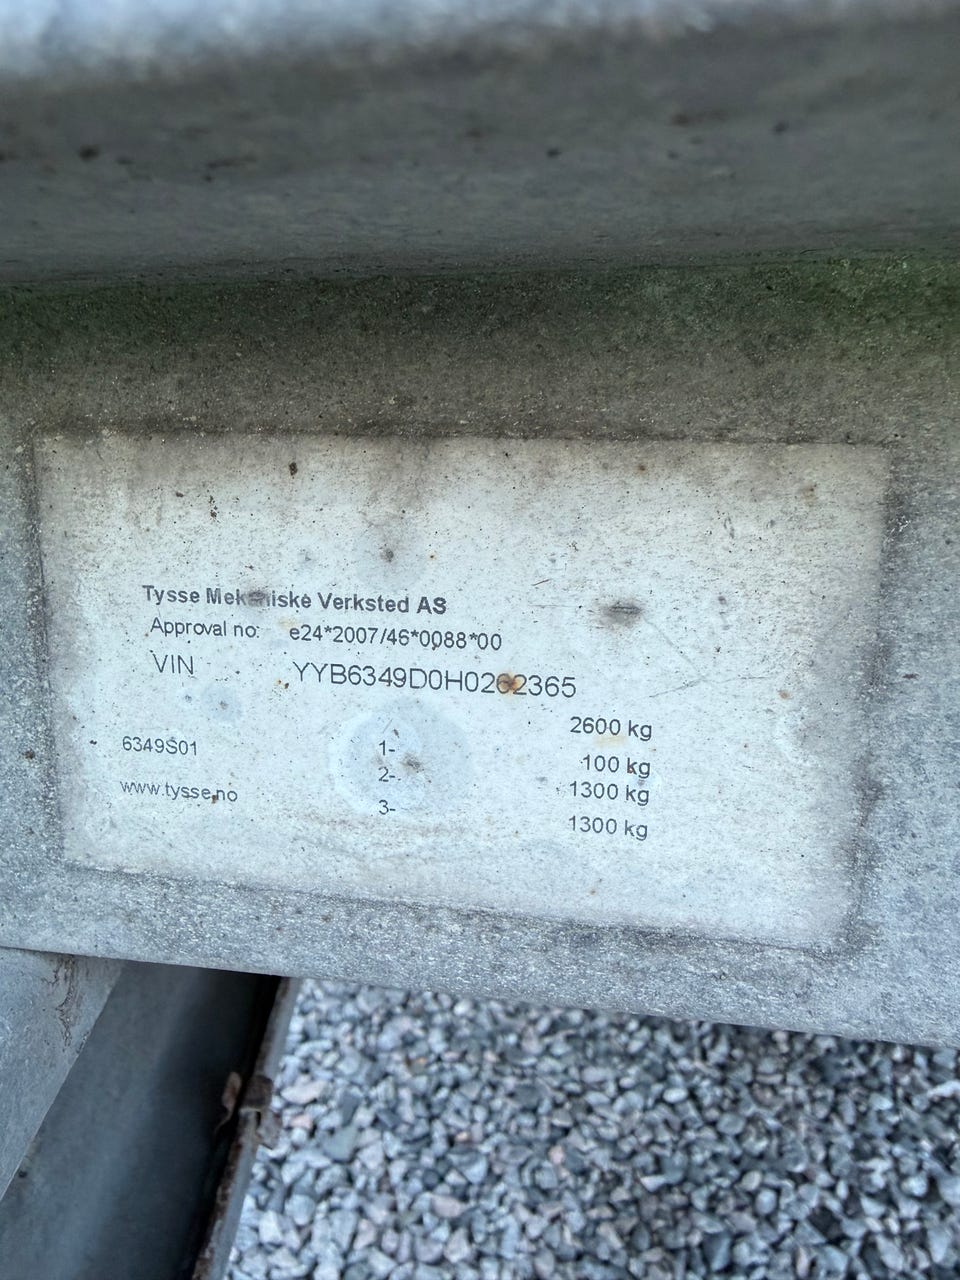 Tysse Mekaniske Verksted AS
Approval no: e24*2007/46*0088*00
VIN YYB6349D0H0262365
2600 kg
6349S01 1- 100 kg
www.tysse.no 2- 1300 kg
3- 1300 kg